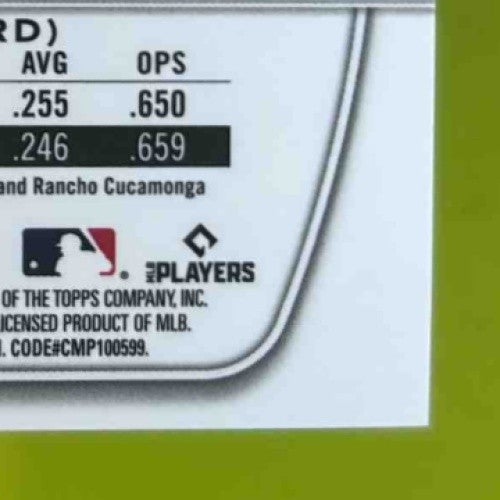 RD)
AVG OPS
.255 .650
.246 .659
and Rancho Cucamonga
MLB PLAYERS
OF THE TOPPS COMPANY, INC.
ICENSED PRODUCT OF MLB.
. CODE#CMP100599.